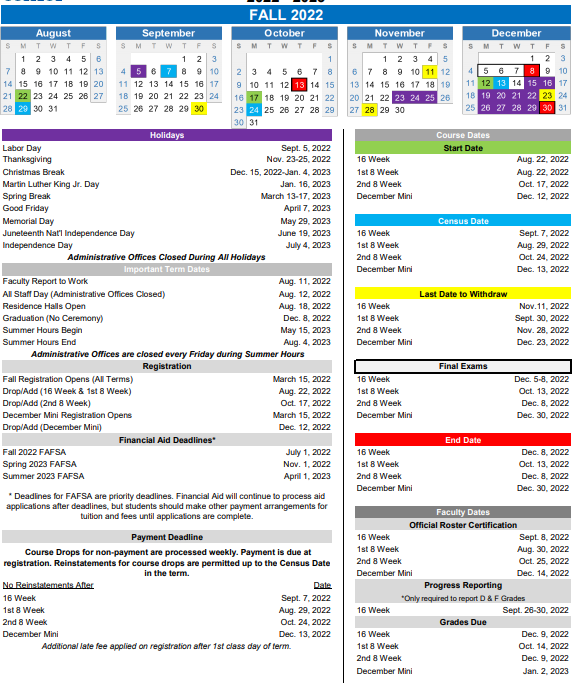 FALL 2022
August
S M T W T F S
1 2 3 4 5 6
7 8 9 10 11 12 13
14 15 16 17 18 19 20
21 22 23 24 25 26 27
28 29 30 31
September
S M T W T F S
1 2 3
4 5 6 7 8 9 10
11 12 13 14 15 16 17
18 19 20 21 22 23 24
25 26 27 28 29 30
October
S M T W T F S
1
2 3 4 5 6 7 8
9 10 11 12 13 14 15
16 17 18 19 20 21 22
23 24 25 26 27 28 29
30 31
November
S M T W T F S
1 2 3 4 5
6 7 8 9 10 11 12
13 14 15 16 17 18 19
20 21 22 23 24 25 26
27 28 29 30
December
S M T W T F S
1 2 3
4 5 6 7 8 9 10
11 12 13 14 15 16 17
18 19 20 21 22 23 24
25 26 27 28 29 30 31
Holidays
Labor Day Sept. 5, 2022
Thanksgiving Nov. 23-25, 2022
Christmas Break Dec. 15, 2022-Jan. 4, 2023
Martin Luther King Jr. Day Jan. 16, 2023
Spring Break March 13-17, 2023
Good Friday April 7, 2023
Memorial Day May 29, 2023
Juneteenth Nat'l Independence Day June 19, 2023
Independence Day July 4, 2023
Administrative Offices Closed During All Holidays
Important Term Dates
Faculty Report to Work Aug. 11, 2022
All Staff Day (Administrative Offices Closed) Aug. 12, 2022
Residence Halls Open Aug. 18, 2022
Graduation (No Ceremony) Dec. 8, 2022
Summer Hours Begin May 15, 2023
Summer Hours End Aug. 4, 2023
Administrative Offices are closed every Friday during Summer Hours
Registration
Fall Registration Opens (All Terms) March 15, 2022
Drop/Add (16 Week & 1st 8 Week) Aug. 22, 2022
Drop/Add (2nd 8 Week) Oct. 17, 2022
December Mini Registration Opens March 15, 2022
Drop/Add (December Mini) Dec. 12, 2022
Financial Aid Deadlines*
Fall 2022 FAFSA July 1, 2022
Spring 2023 FAFSA Nov. 1, 2022
Summer 2023 FAFSA April 1, 2023
* Deadlines for FAFSA are priority deadlines. Financial Aid will continue to process aid
applications after deadlines, but students should make other payment arrangements for
tuition and fees until applications are complete.
Payment Deadline
Course Drops for non-payment are processed weekly. Payment is due at
registration. Reinstatements for course drops are permitted up to the Census Date
in the term.
No Reinstatements After Date
16 Week Sept. 7, 2022
1st 8 Week Aug. 29, 2022
2nd 8 Week Oct. 24, 2022
December Mini Dec. 13, 2022
Additional late fee applied on registration after 1st class day of term.
Course Dates
Start Date
16 Week Aug. 22, 2022
1st 8 Week Aug. 22, 2022
2nd 8 Week Oct. 17, 2022
December Mini Dec. 12, 2022
Census Date
16 Week Sept. 7, 2022
1st 8 Week Aug. 29, 2022
2nd 8 Week Oct. 24, 2022
December Mini Dec. 13, 2022
Last Date to Withdraw
16 Week Nov.11, 2022
1st 8 Week Sept. 30, 2022
2nd 8 Week Nov. 28, 2022
December Mini Dec. 23, 2022
Final Exams
16 Week Dec. 5-8, 2022
1st 8 Week Oct. 13, 2022
2nd 8 Week Dec. 8, 2022
December Mini Dec. 30, 2022
End Date
16 Week Dec. 8, 2022
1st 8 Week Oct. 13, 2022
2nd 8 Week Dec. 8, 2022
December Mini Dec. 30, 2022
Faculty Dates
Official Roster Certification
16 Week Sept. 8, 2022
1st 8 Week Aug. 30, 2022
2nd 8 Week Oct. 25, 2022
December Mini Dec. 14, 2022
Progress Reporting
*Only required to report D & F Grades
16 Week Sept. 26-30, 2022
Grades Due
16 Week Dec. 9, 2022
1st 8 Week Oct. 14, 2022
2nd 8 Week Dec. 9, 2022
December Mini Jan. 2, 2023